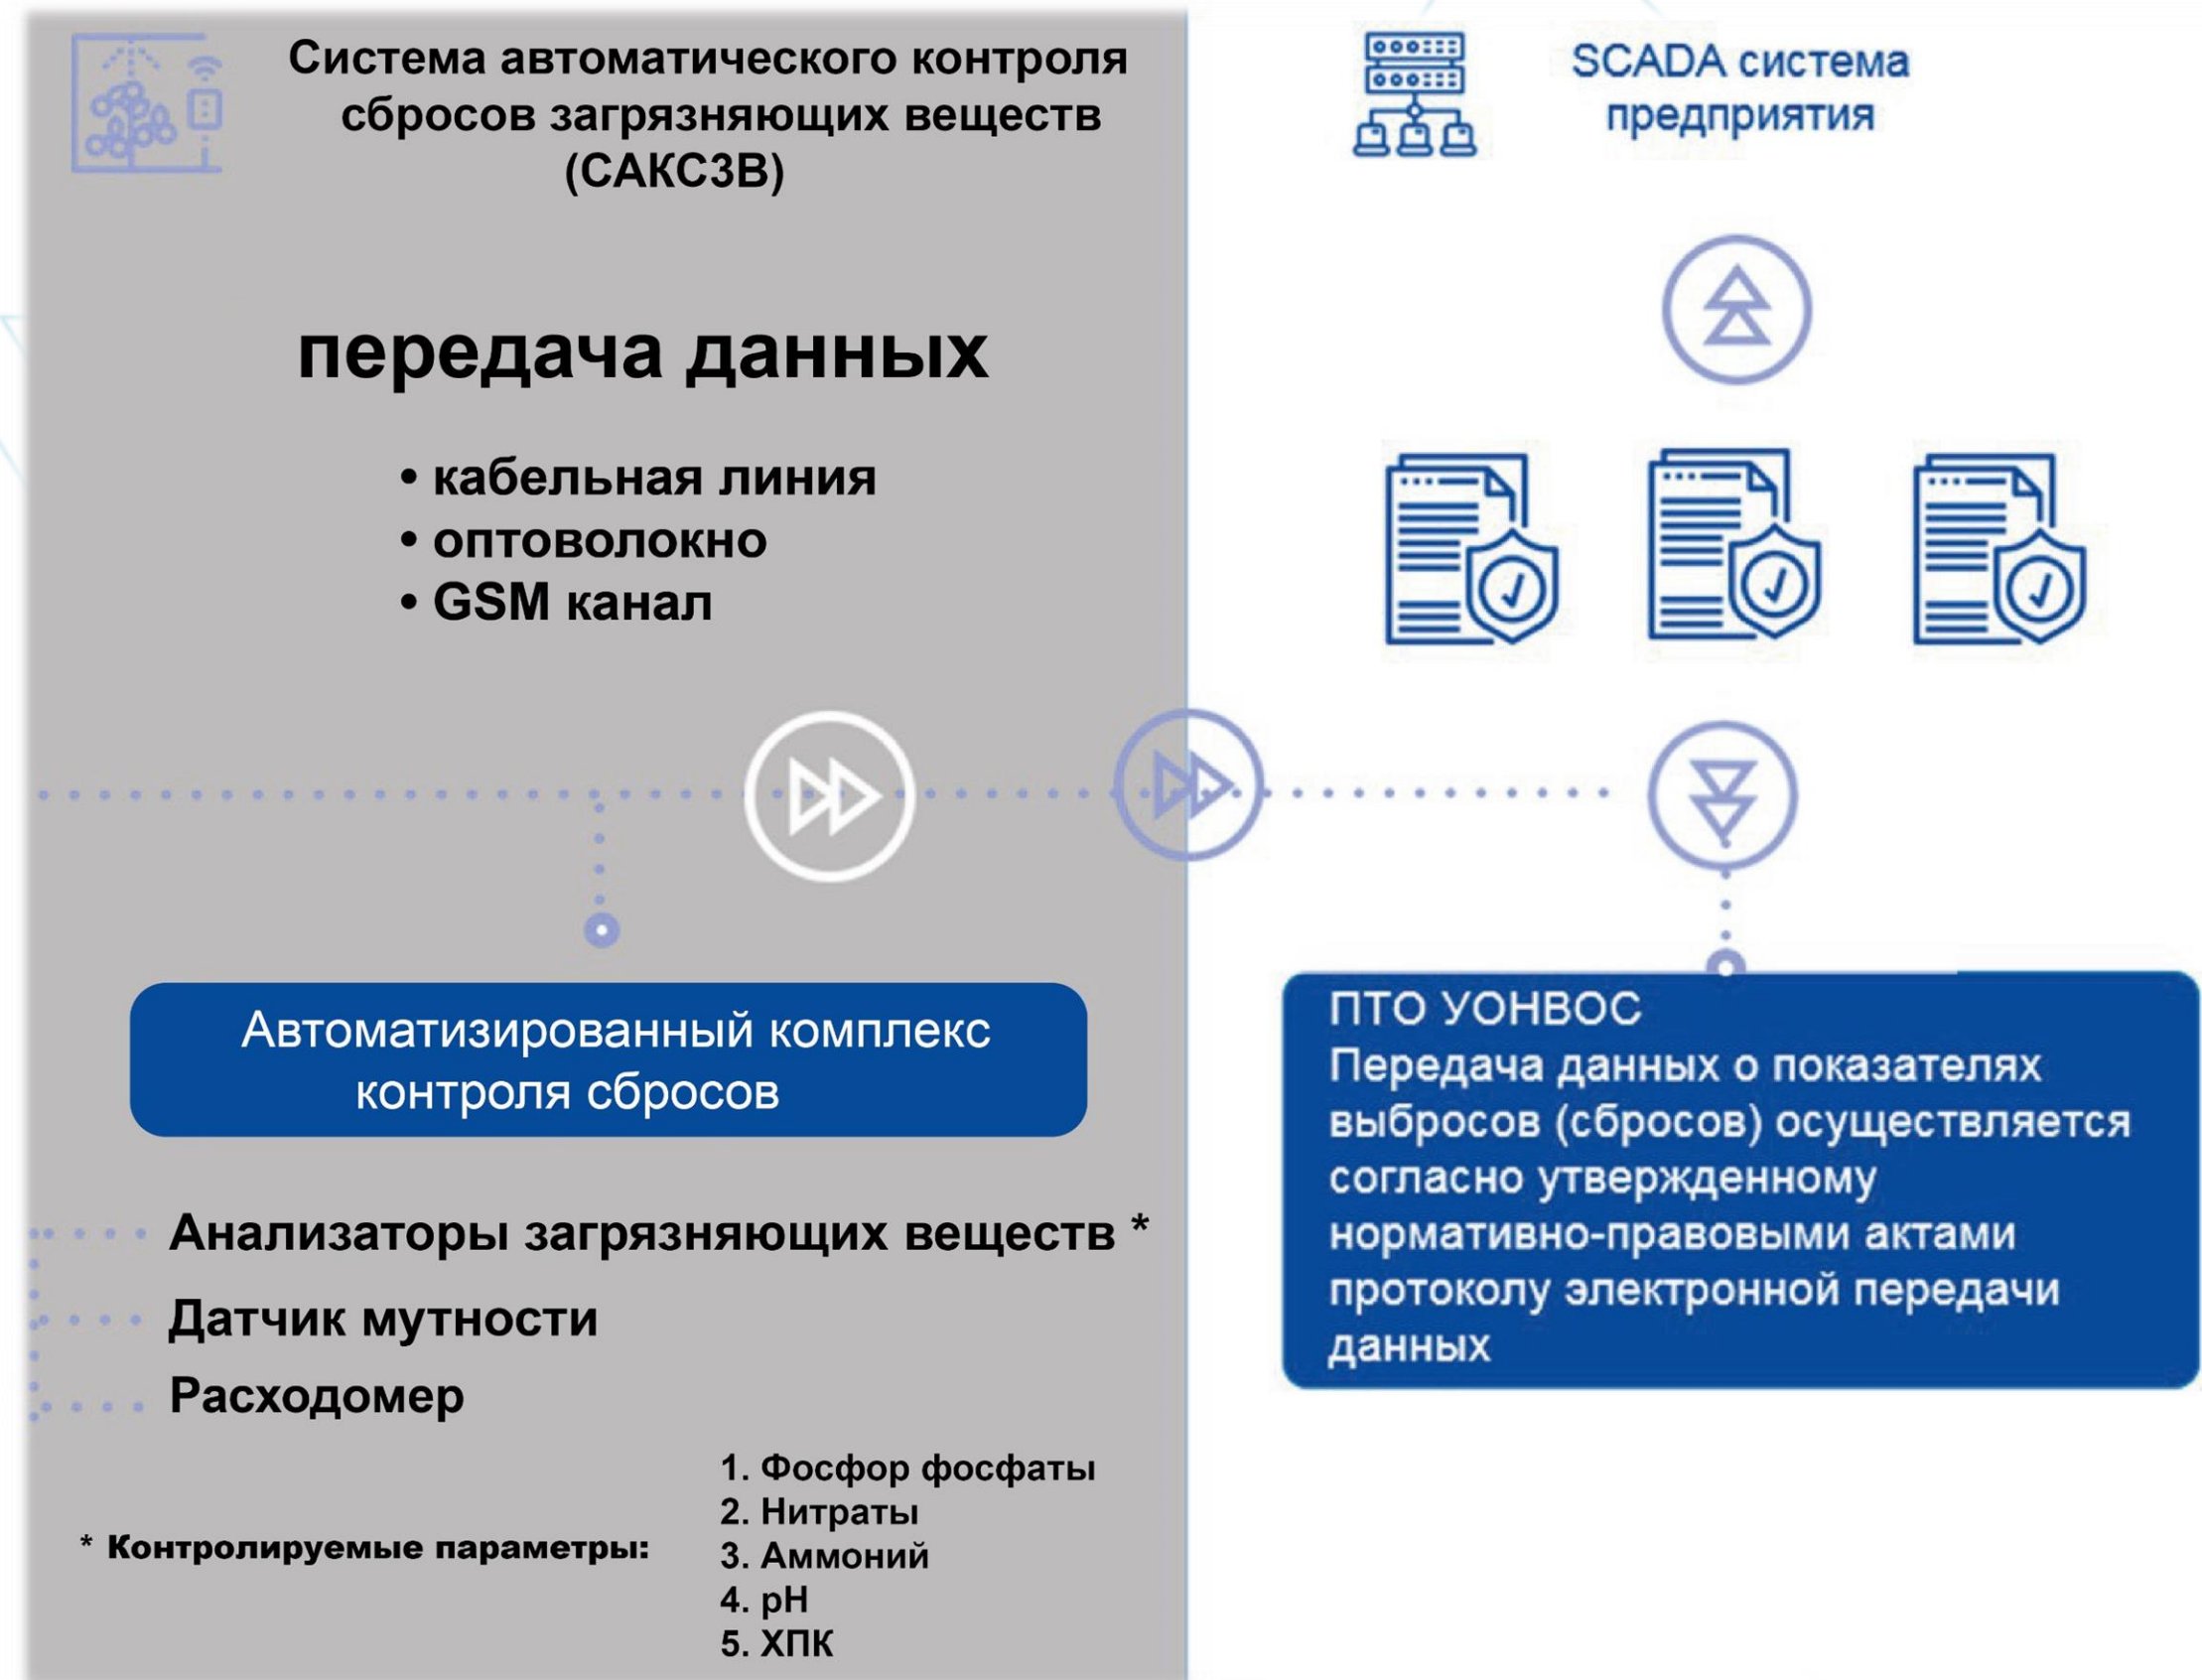 Система автоматического контроля
сбросов загрязняющих веществ
(САКСЗВ)
передача данных
• кабельная линия
• оптоволокно
• GSM канал
Автоматизированный комплекс
контроля сбросов
Анализаторы загрязняющих веществ *
Датчик мутности
Расходомер
* Контролируемые параметры:
1. Фосфор фосфаты
2. Нитраты
3. Аммоний
4. pH
5. ХПК
SCADA система
предприятия
ПТО УОНВОС
Передача данных о показателях
выбросов (сбросов) осуществляется
согласно утвержденному
нормативно-правовыми актами
протоколу электронной передачи
данных